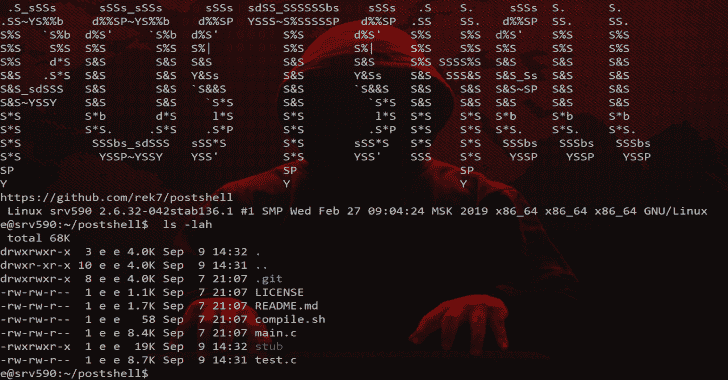 .S_sSSs     sSSs_sSSs      sSSs  sdSS_SSSSSSbs    sSSs  .S    S.     sSSs  S.      S.
.SS~YS%%b   d%%SP~YS%%b   d%%SP  YSSS~S%SSSSSP   d%%SP .SS    SS.   d%%SP  SS.     SS.
S%S   `S%b d%S'     `S%b d%S'         S%S       d%S'   S%S    S%S  d%S'    S%S     S%S
S%S    S%S S%S       S%S S%|          S%S       S%|    S%S    S%S  S%S     S%S     S%S
S%S    d*S S&S       S&S S&S          S&S       S&S    S%S SSSS%S  S&S     S&S     S&S
S&S   .S*S S&S       S&S Y&Ss         S&S       Y&Ss   S&S  SSS&S  S&S_Ss  S&S     S&S
S&S_sdSSS  S&S       S&S `S&&S        S&S       `S&&S  S&S    S&S  S&S~SP  S&S     S&S
S&S~YSSY   S&S       S&S   `S*S       S&S         `S*S S&S    S&S  S&S     S&S     S&S
S*S        S*b       d*S    l*S       S*S          l*S S*S    S*S  S*b     S*b     S*b
S*S        S*S.     .S*S   .S*P       S*S         .S*P S*S    S*S  S*S.    S*S.    S*S.
S*S         SSSbs_sdSSS  sSS*S        S*S       sSS*S  S*S    S*S   SSSbs   SSSbs   SSSbs
S*S          YSSP~YSSY   YSS'         S*S       YSS'   SSS    S*S    YSSP    YSSP    YSSP
SP                                    SP                      SP
Y                                     Y                       Y
https://github.com/rek7/postshell
Linux srv590 2.6.32-042stab136.1 #1 SMP Wed Feb 27 09:04:24 MSK 2019 x86_64 x86_64 x86_64 GNU/Linux
e@srv590:~/postshell$  ls -lah
total 68K
drwxrwxr-x  3 e e 4.0K Sep  9 14:32 .
drwxr-xr-x 10 e e 4.0K Sep  9 14:31 ..
drwxrwxr-x  8 e e 4.0K Sep  7 21:07 .git
-rw-rw-r--  1 e e 1.1K Sep  7 21:07 LICENSE
-rw-rw-r--  1 e e 1.7K Sep  7 21:07 README.md
-rw-rw-r--  1 e e   58 Sep  7 21:07 compile.sh
-rw-rw-r--  1 e e 8.4K Sep  7 21:07 main.c
-rwxrwxr-x  1 e e  19K Sep  9 14:32 stub
-rw-rw-r--  1 e e 8.7K Sep  9 14:31 test.c
e@srv590:~/postshell$